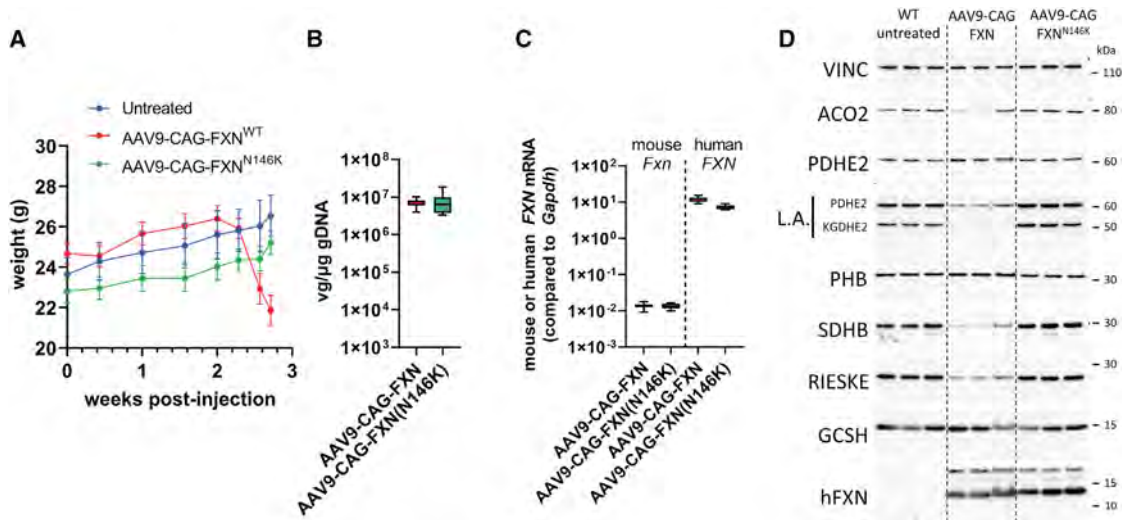 A
Untreated
AAV9-CAG-FXN^WT
AAV9-CAG-FXN^N146K
weight (g)
28
26
24
22
20
0
1
2
3
weeks post-injection
B
vg/µg gDNA
1×10^8
1×10^7
1×10^6
1×10^5
1×10^4
1×10^3
AAV9-CAG-FXN
AAV9-CAG-FXN(N146K)
C
mouse or human FXN mRNA
(compared to Gapdh)
mouse human
Fxn FXN
1×10^2
1×10^1
1×10^0
1×10^-1
1×10^-2
1×10^-3
AAV9-CAG-FXN
AAV9-CAG-FXN(N146K)
AAV9-CAG-FXN
AAV9-CAG-FXN(N146K)
D
WT AAV9-CAG AAV9-CAG
untreated FXN FXN^N146K
kDa
VINC
- 110
ACO2
- 80
PDHE2
- 60
L.A.
PDHE2
- 60
KGDHE2
- 50
PHB
- 30
SDHB
- 30
RIESKE
- 30
GCSH
- 15
hFXN
- 15
- 10